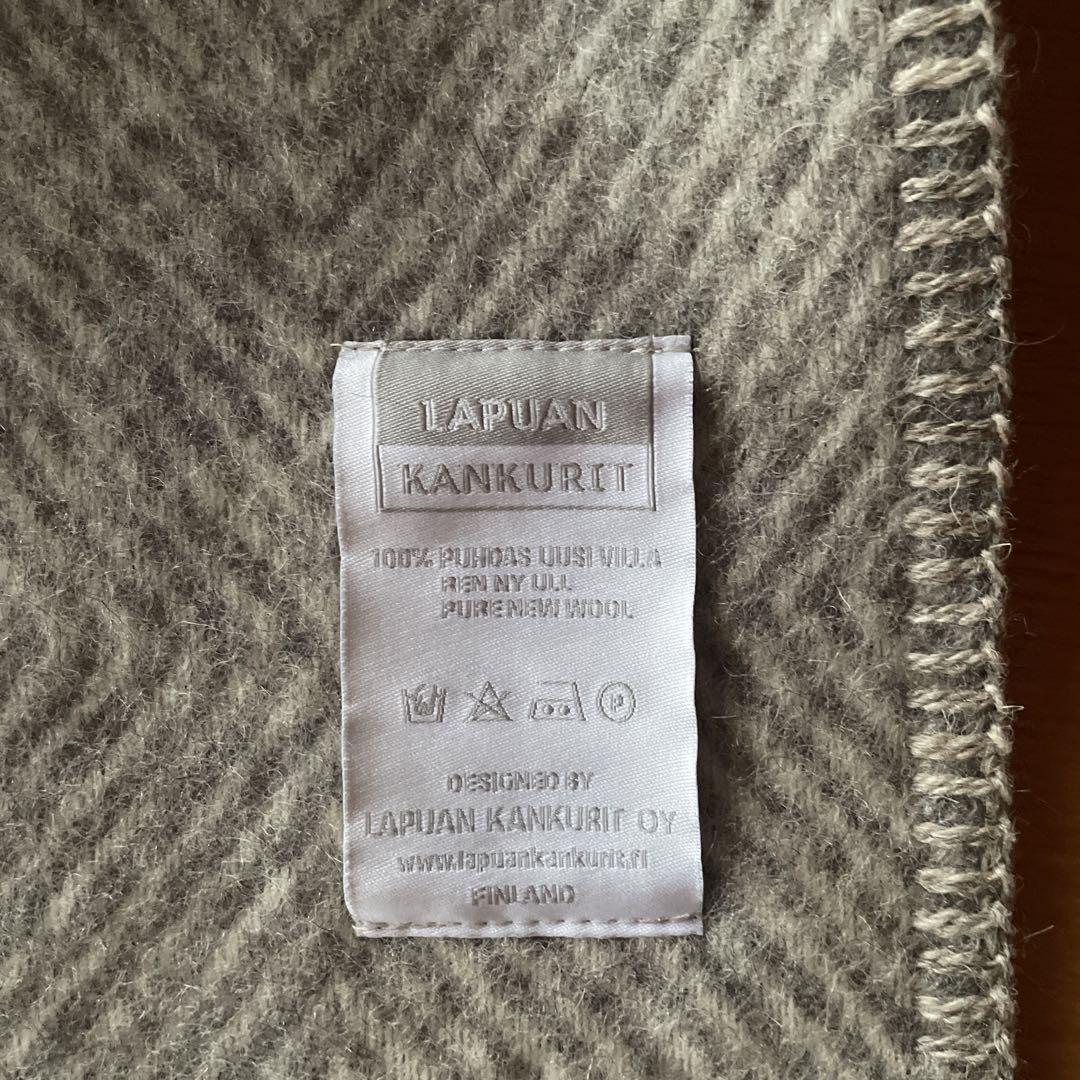 LAPUAN
KANKURIT
100% PUHDAS UUSI VILLA
REN NY ULL
PURE NEW WOOL
P
DESIGNED BY
LAPUAN KANKURIT OY
www.lapuankankurit.fi
FINLAND